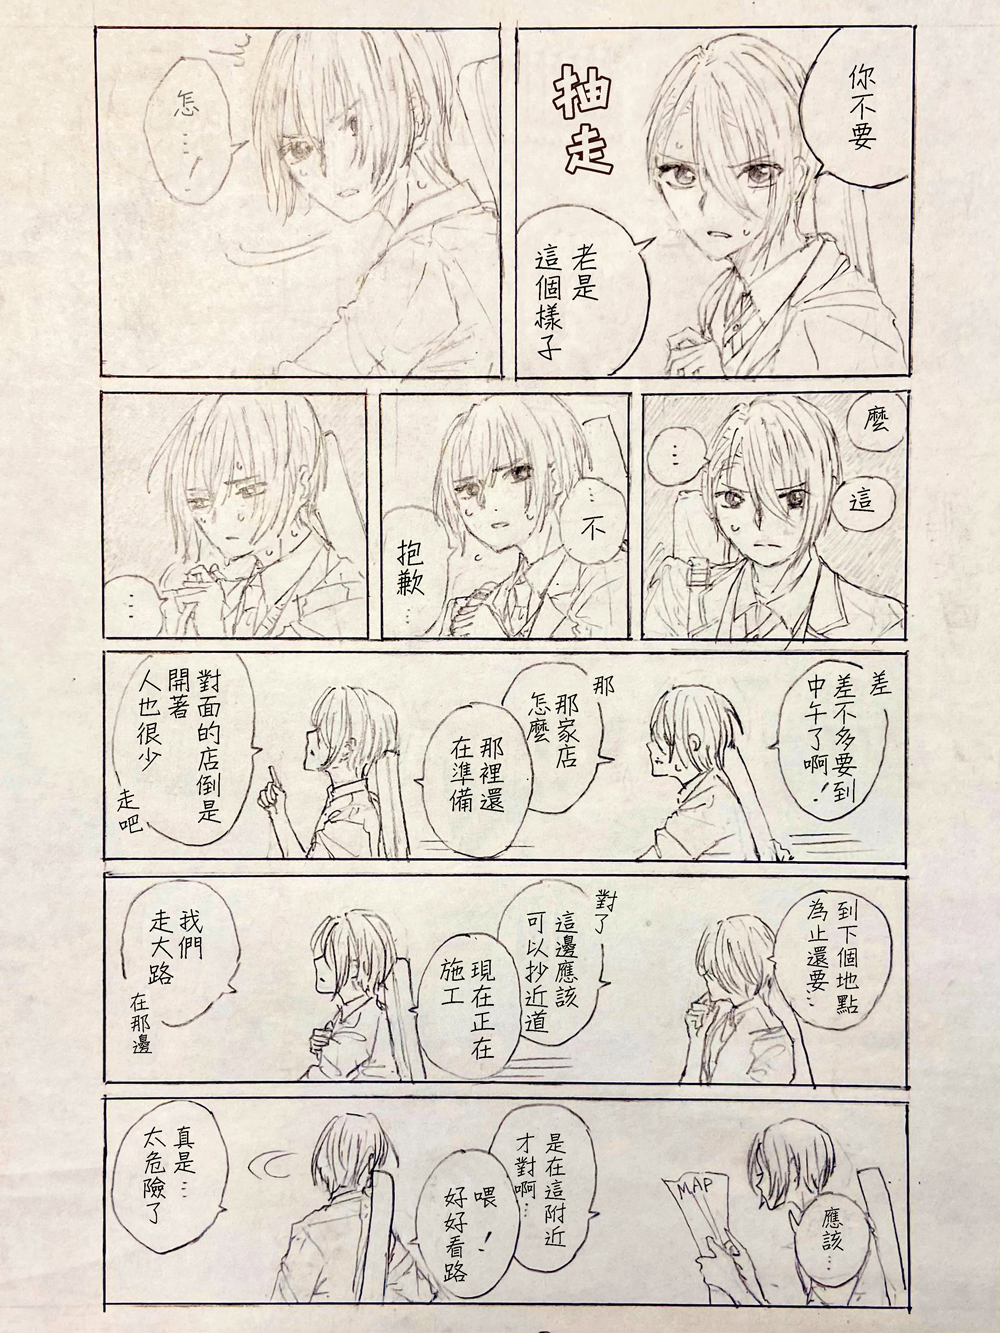 你不要
抽走
老是
這個樣子
怎…！
麼
這
…
…不
抱歉…
…
差
差不多要到
中午了啊！
那
那家店
怎麼
那裡還
在準備
對面的店倒是
開著
人也很少
走吧
到下個地點
為止還要…
對了
這邊應該
可以抄近道
現在正在
施工
我們
走大路
在那邊
應該…
MAP
是在這附近
才對啊…
喂！
好好看路
真是…
太危險了